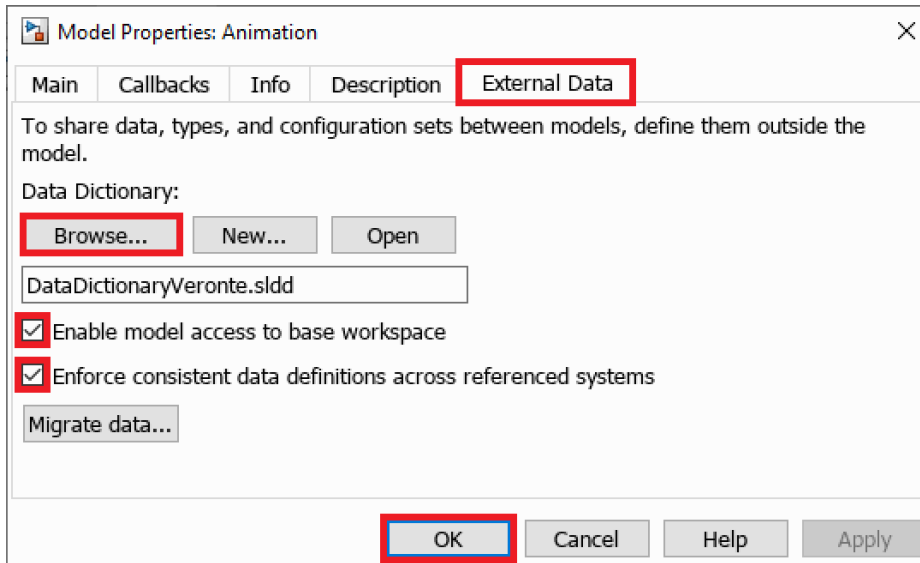 Model Properties: Animation
Main Callbacks Info Description External Data
To share data, types, and configuration sets between models, define them outside the
model.
Data Dictionary:
Browse... New... Open
DataDictionaryVeronte.sldd
Enable model access to base workspace
Enforce consistent data definitions across referenced systems
Migrate data...
OK Cancel Help Apply